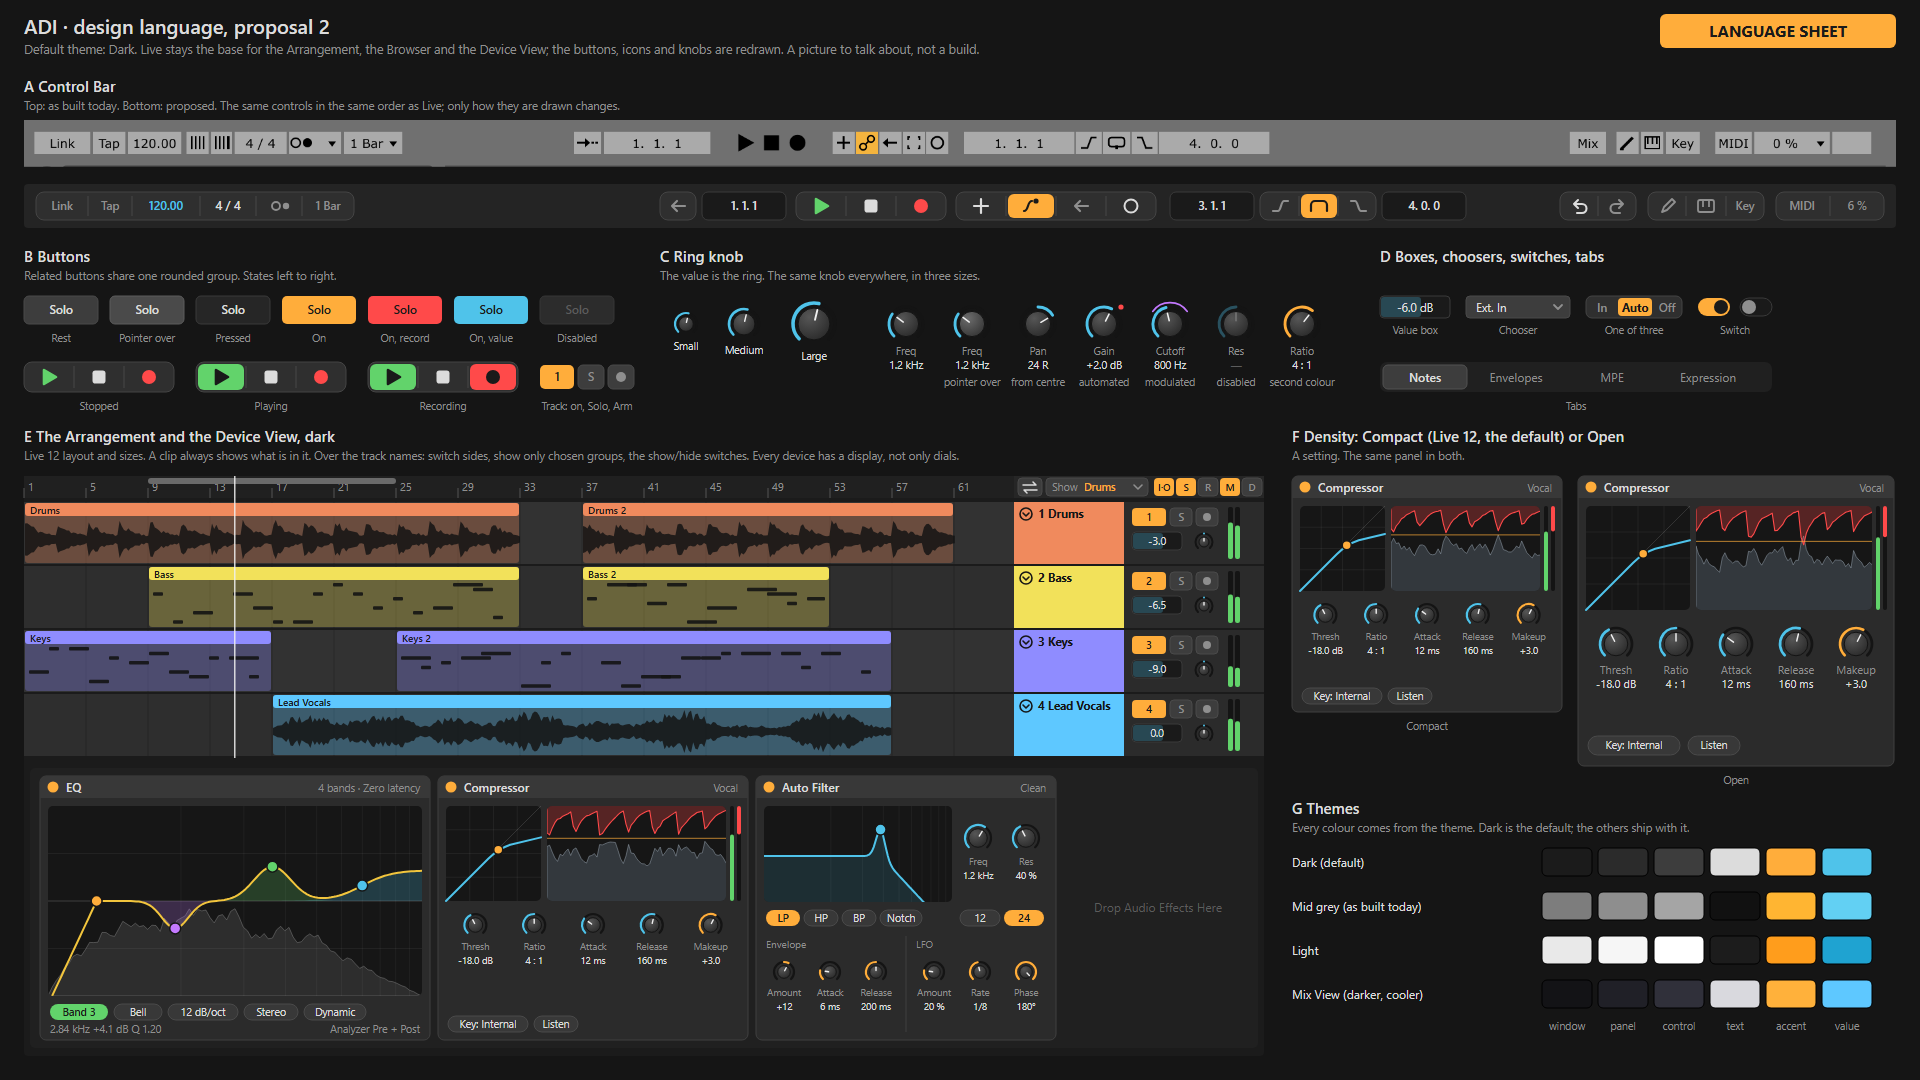 ADI · design language, proposal 2
Default theme: Dark. Live stays the base for the Arrangement, the Browser and the Device View; the buttons, icons and knobs are redrawn. A picture to talk about, not a build.
LANGUAGE SHEET
A Control Bar
Top: as built today. Bottom: proposed. The same controls in the same order as Live; only how they are drawn changes.
Link Tap 120.00 4 / 4 1 Bar 1. 1. 1 1. 1. 1 4. 0. 0 Mix Key MIDI 0 %
Link Tap 120.00 4 / 4 1 Bar 1. 1. 1 3. 1. 1 4. 0. 0 Key MIDI 6 %
B Buttons
Related buttons share one rounded group. States left to right.
Solo Solo Solo Solo Solo Solo Solo
Rest Pointer over Pressed On On, record On, value Disabled
1 S
Stopped Playing Recording Track: on, Solo, Arm
C Ring knob
The value is the ring. The same knob everywhere, in three sizes.
Small Medium Large
Freq Freq Pan Gain Cutoff Res Ratio
1.2 kHz 1.2 kHz 24 R +2.0 dB 800 Hz — 4 : 1
pointer over from centre automated modulated disabled second colour
D Boxes, choosers, switches, tabs
-6.0 dB Ext. In In Auto Off
Value box Chooser One of three Switch
Notes Envelopes MPE Expression
Tabs
E The Arrangement and the Device View, dark
Live 12 layout and sizes. A clip always shows what is in it. Over the track names: switch sides, show only chosen groups, the show/hide switches. Every device has a display, not only dials.
1 5 9 13 17 21 25 29 33 37 41 45 49 53 57 61 Show Drums I·O S R M D
Drums Drums 2 1 Drums 1 S
-3.0
Bass Bass 2 2 Bass 2 S
-6.5
Keys Keys 2 3 Keys 3 S
-9.0
Lead Vocals 4 Lead Vocals 4 S
0.0
EQ 4 bands · Zero latency
Band 3 Bell 12 dB/oct Stereo Dynamic
2.84 kHz +4.1 dB Q 1.20 Analyzer Pre + Post
Compressor Vocal
Thresh Ratio Attack Release Makeup
-18.0 dB 4 : 1 12 ms 160 ms +3.0
Key: Internal Listen
Auto Filter Clean
Freq Res
1.2 kHz 40 %
LP HP BP Notch 12 24
Envelope LFO
Amount Attack Release Amount Rate Phase
+12 6 ms 200 ms 20 % 1/8 180°
Drop Audio Effects Here
F Density: Compact (Live 12, the default) or Open
A setting. The same panel in both.
Compressor Vocal
Thresh Ratio Attack Release Makeup
-18.0 dB 4 : 1 12 ms 160 ms +3.0
Key: Internal Listen
Compact
Compressor Vocal
Thresh Ratio Attack Release Makeup
-18.0 dB 4 : 1 12 ms 160 ms +3.0
Key: Internal Listen
Open
G Themes
Every colour comes from the theme. Dark is the default; the others ship with it.
Dark (default)
Mid grey (as built today)
Light
Mix View (darker, cooler)
window panel control text accent value